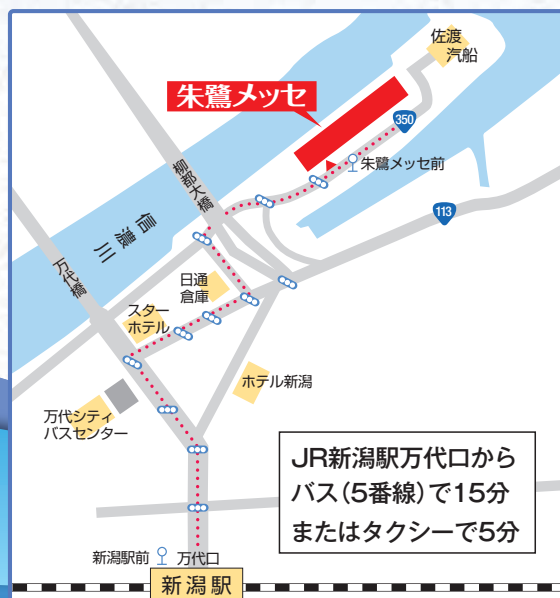 佐渡
汽船
朱鷺メッセ
350
朱鷺メッセ前
柳都大橋
113
信濃川
万代橋
日通
倉庫
スター
ホテル
ホテル新潟
万代シティ
バスセンター
JR新潟駅万代口から
バス(5番線)で15分
またはタクシーで5分
新潟駅前
万代口
新潟駅